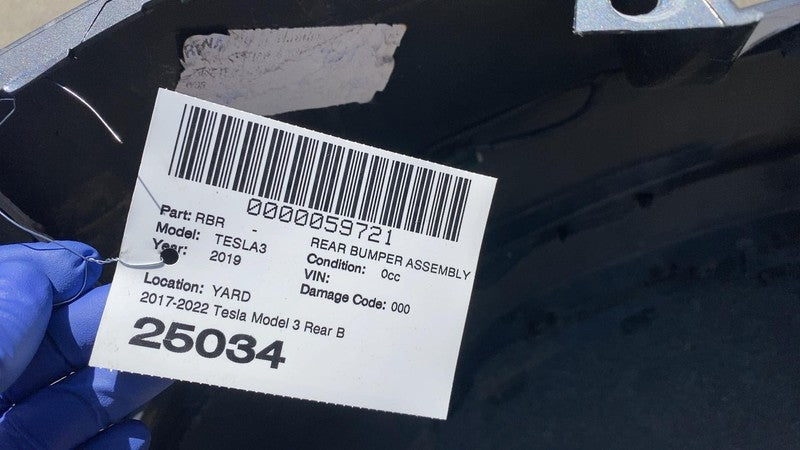 0000059721
Part: RBR - REAR BUMPER ASSEMBLY
Model: TESLA3 Condition: 0cc
Year: 2019 VIN:
Damage Code: 000
Location: YARD
2017-2022 Tesla Model 3 Rear B
25034